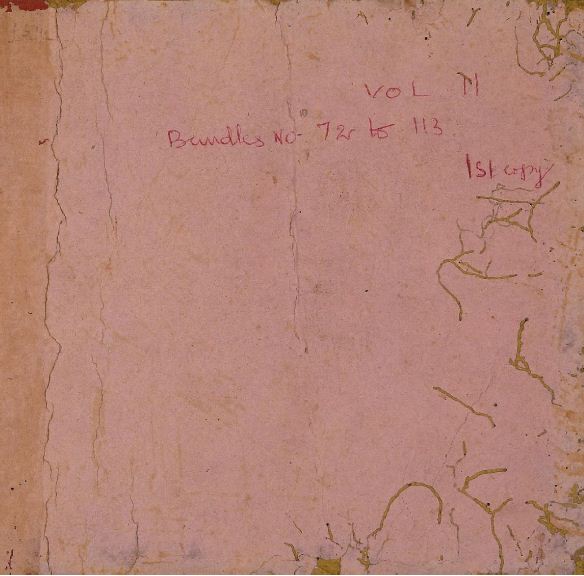 VOL II
Bundles No- 72 to 113
1st copy